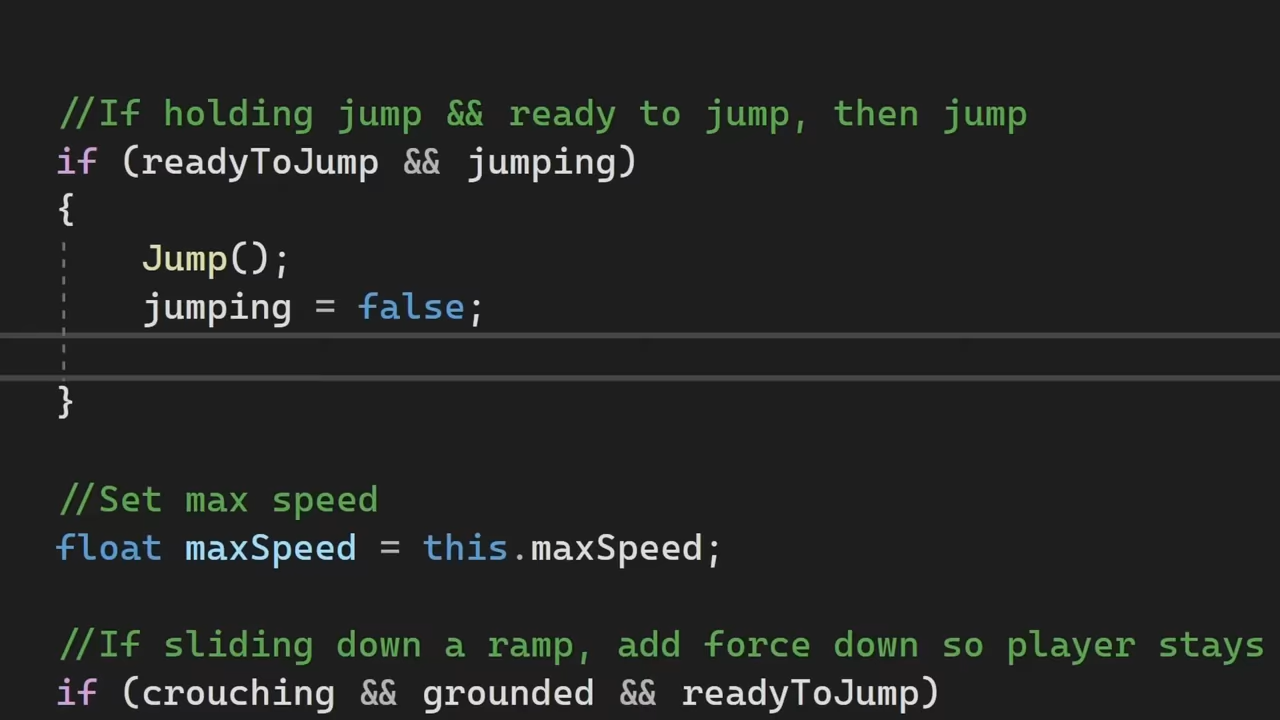 //If holding jump && ready to jump, then jump
if (readyToJump && jumping)
{
Jump();
jumping = false;
}
//Set max speed
float maxSpeed = this.maxSpeed;
//If sliding down a ramp, add force down so player stays
if (crouching && grounded && readyToJump)